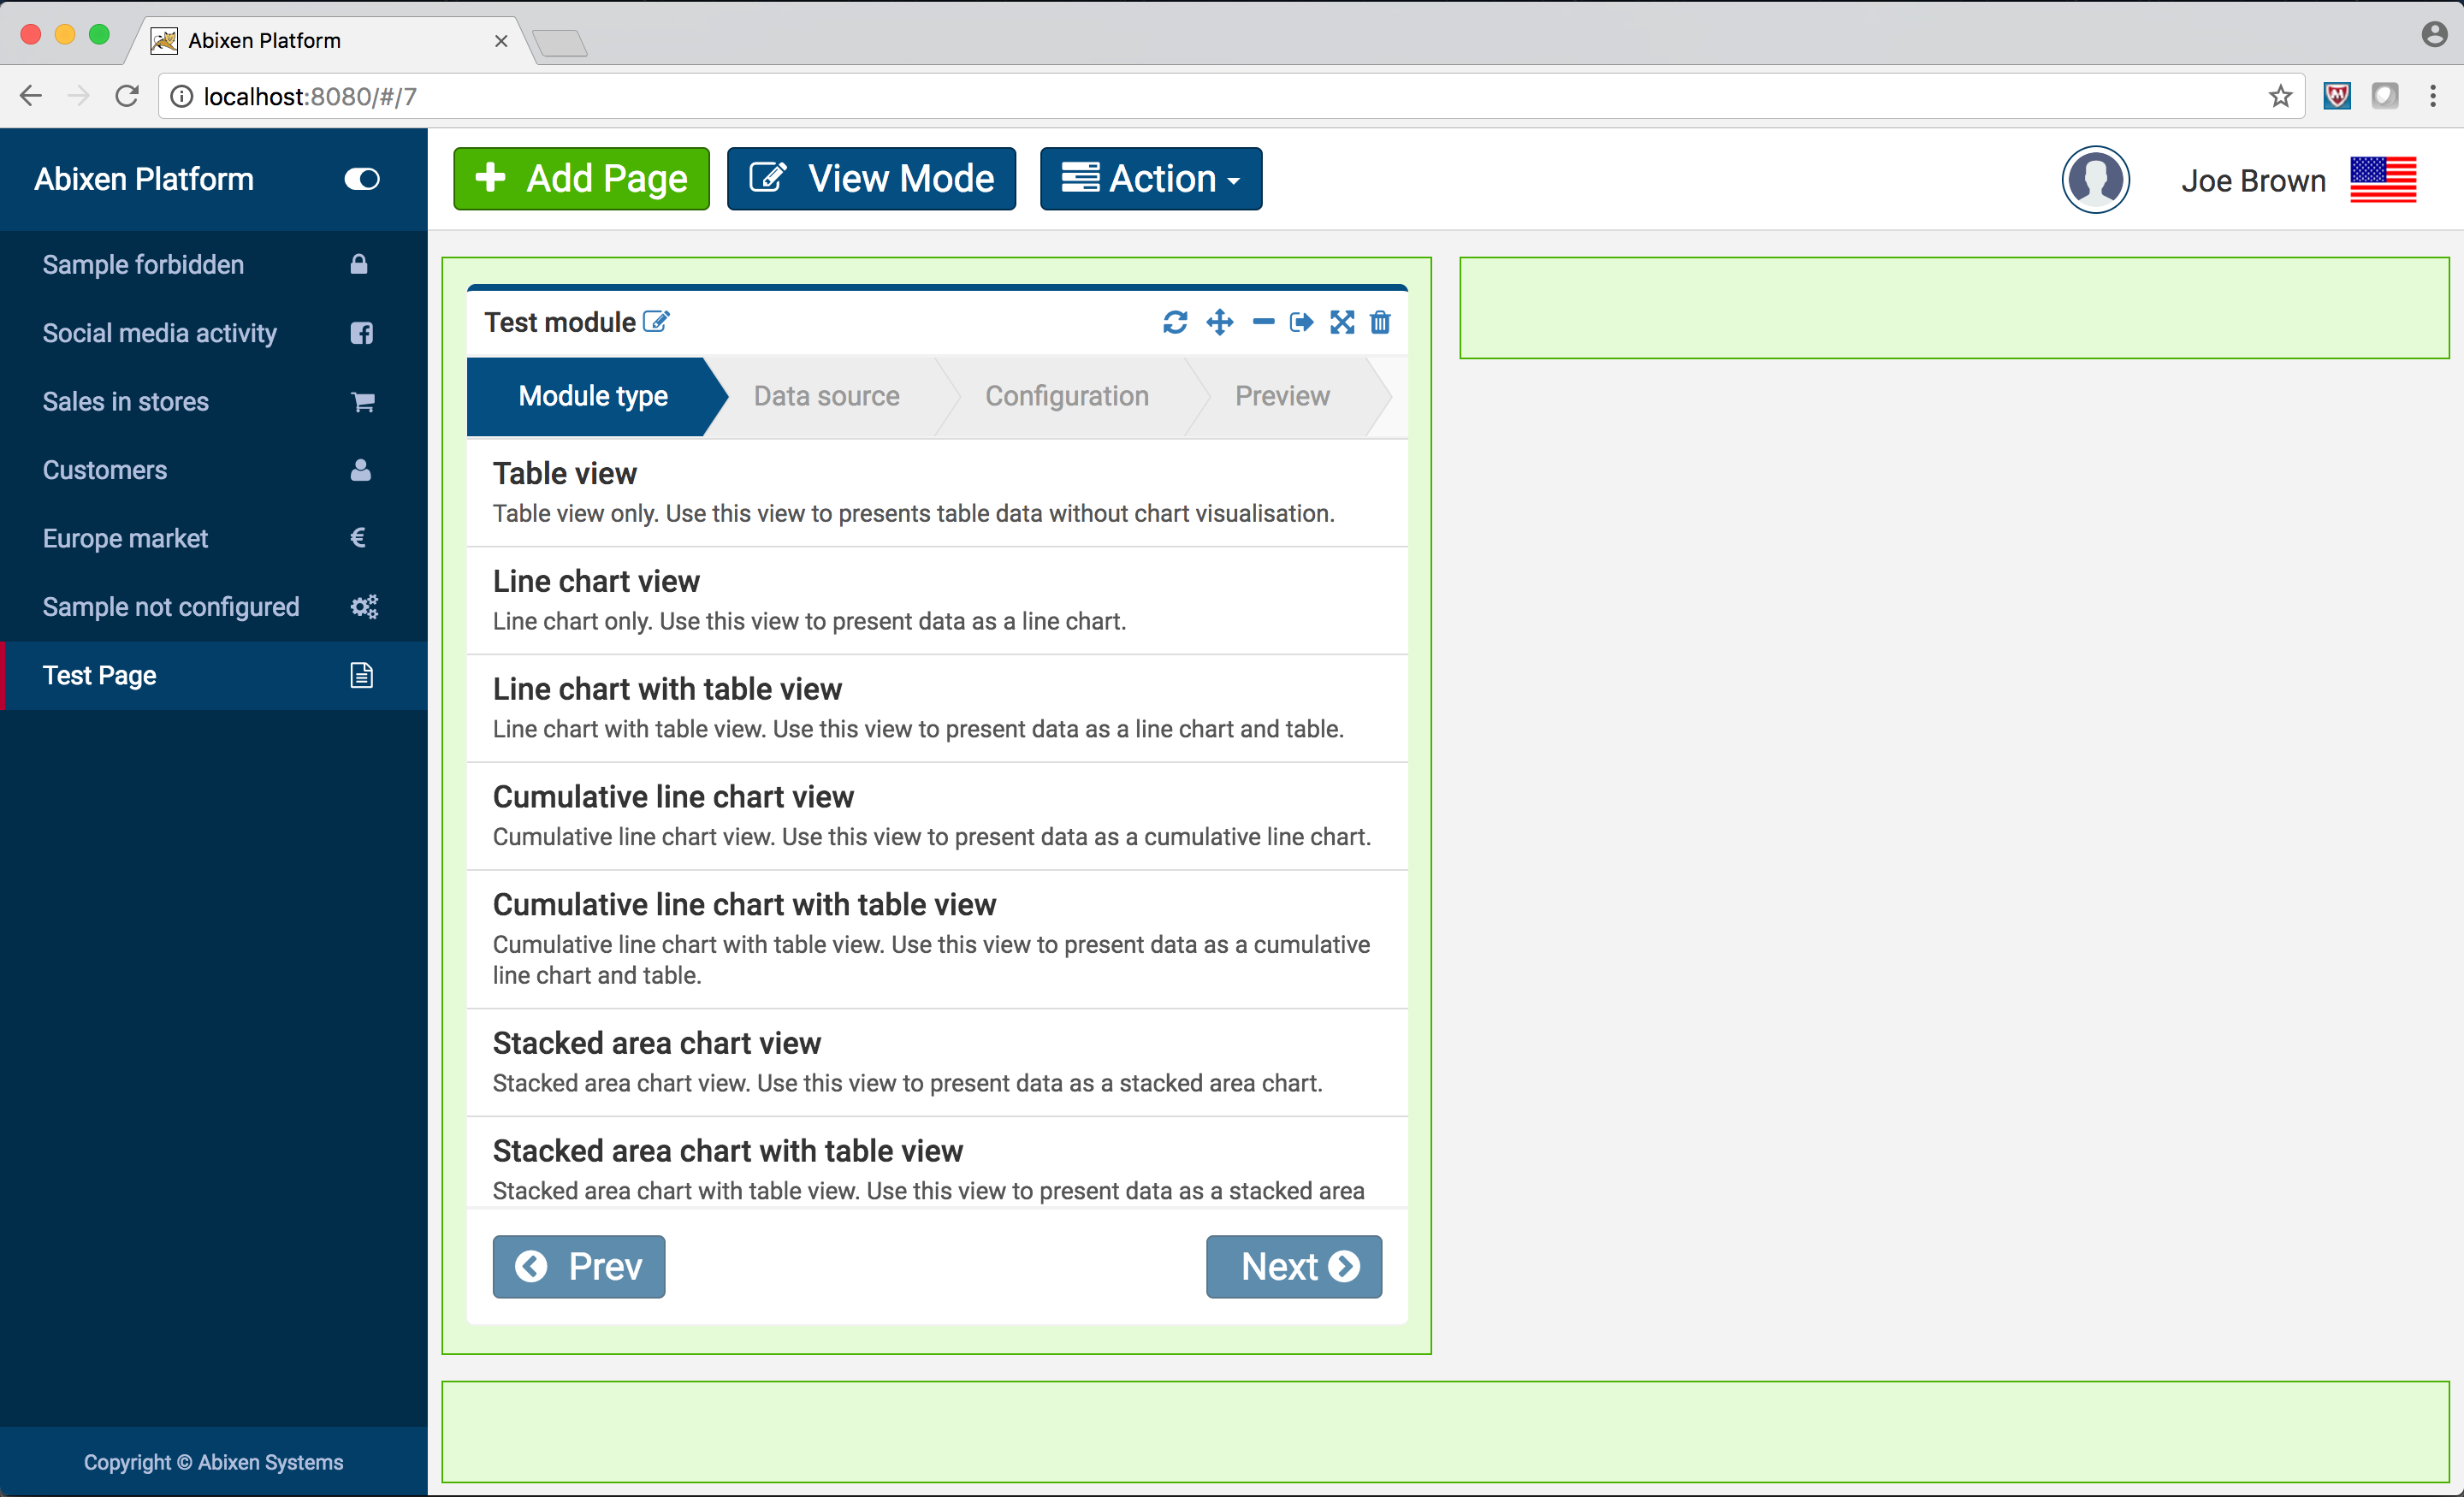 Abixen Platform
localhost:8080/#/7
Abixen Platform
Add Page
View Mode
Action
Joe Brown
Sample forbidden
Social media activity
Sales in stores
Customers
Europe market
€
Sample not configured
Test Page
Copyright © Abixen Systems
Test module
Module type
Data source
Configuration
Preview
Table view
Table view only. Use this view to presents table data without chart visualisation.
Line chart view
Line chart only. Use this view to present data as a line chart.
Line chart with table view
Line chart with table view. Use this view to present data as a line chart and table.
Cumulative line chart view
Cumulative line chart view. Use this view to present data as a cumulative line chart.
Cumulative line chart with table view
Cumulative line chart with table view. Use this view to present data as a cumulative
line chart and table.
Stacked area chart view
Stacked area chart view. Use this view to present data as a stacked area chart.
Stacked area chart with table view
Stacked area chart with table view. Use this view to present data as a stacked area
Prev
Next